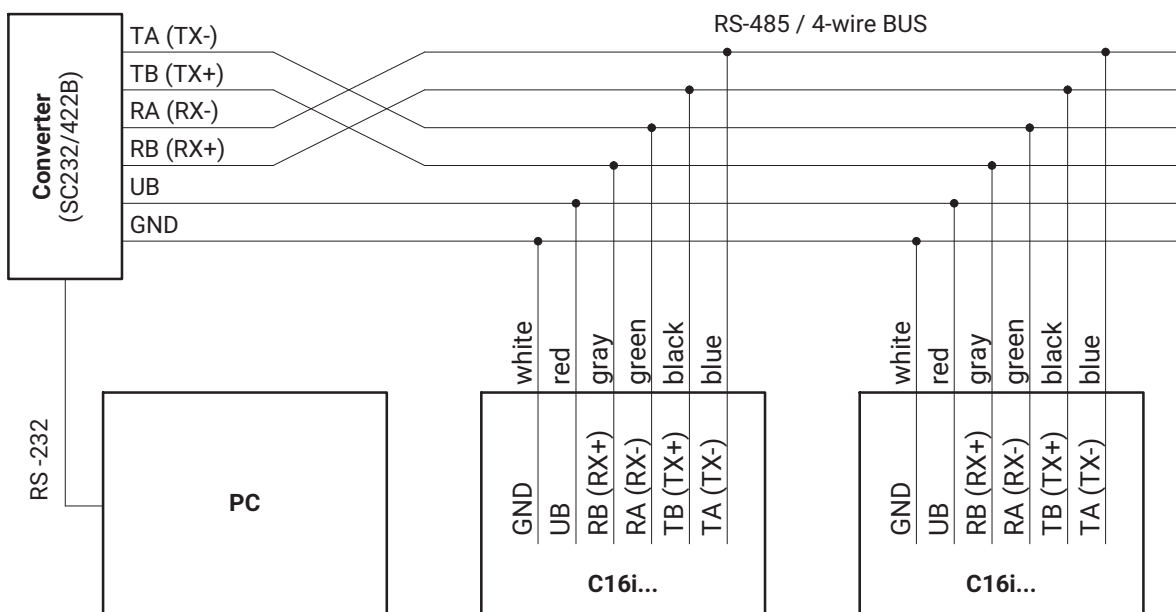 RS-485 / 4-wire BUS
Converter
(SC232/422B)
TA (TX-)
TB (TX+)
RA (RX-)
RB (RX+)
UB
GND
white
red
gray
green
black
blue
white
red
gray
green
black
blue
RS -232
PC
GND
UB
RB (RX+)
RA (RX-)
TB (TX+)
TA (TX-)
C16i...
GND
UB
RB (RX+)
RA (RX-)
TB (TX+)
TA (TX-)
C16i...